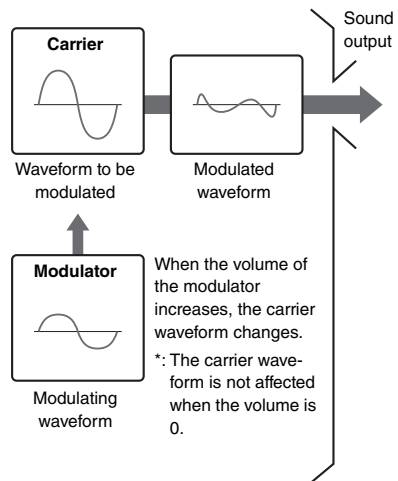 Sound
output
Carrier
Waveform to be
modulated
Modulated
waveform
Modulator
Modulating
waveform
When the volume of
the modulator
increases, the carrier
waveform changes.
*: The carrier wave-
form is not affected
when the volume is
0.